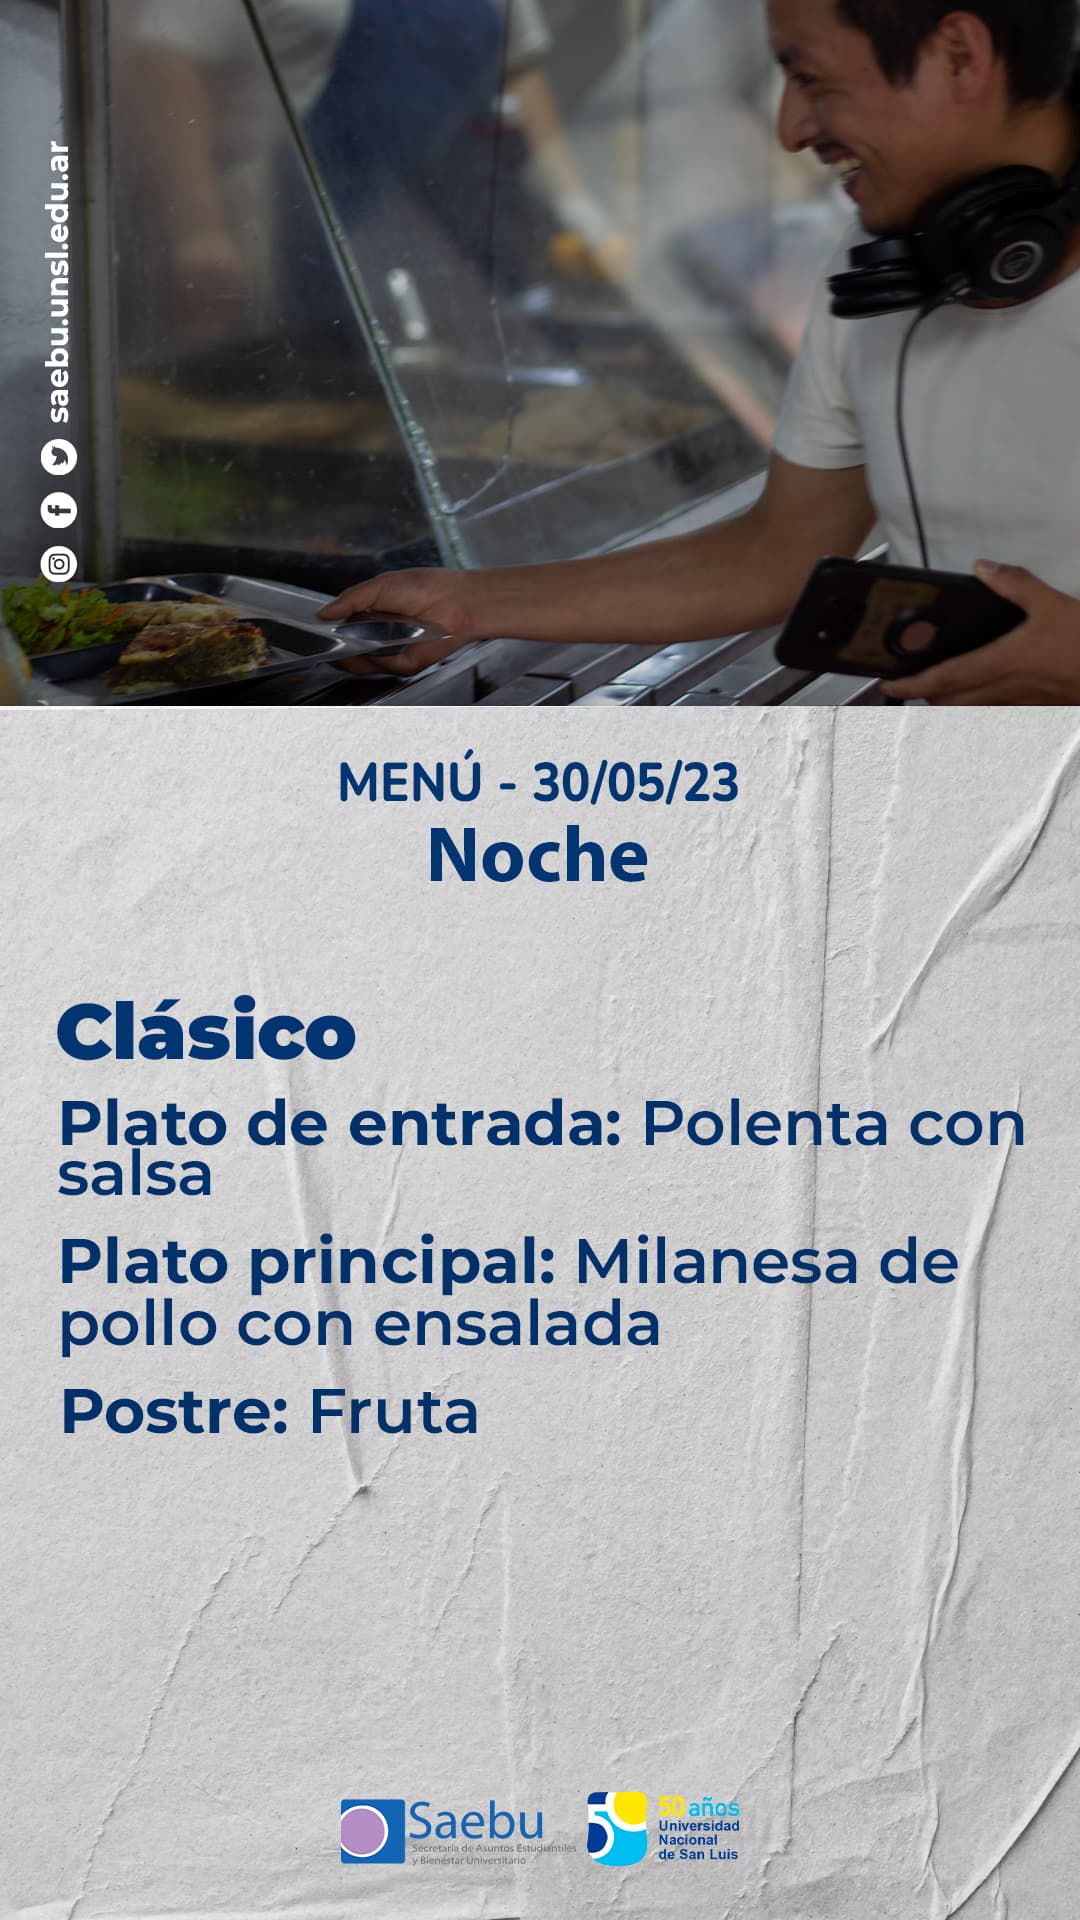 saebu.unsl.edu.ar
MENÚ - 30/05/23
Noche
Clásico
Plato de entrada: Polenta con
salsa
Plato principal: Milanesa de
pollo con ensalada
Postre: Fruta
Saebu
Secretaría de Asuntos Estudiantiles
y Bienestar Universitario
50 años
Universidad
Nacional
de San Luis